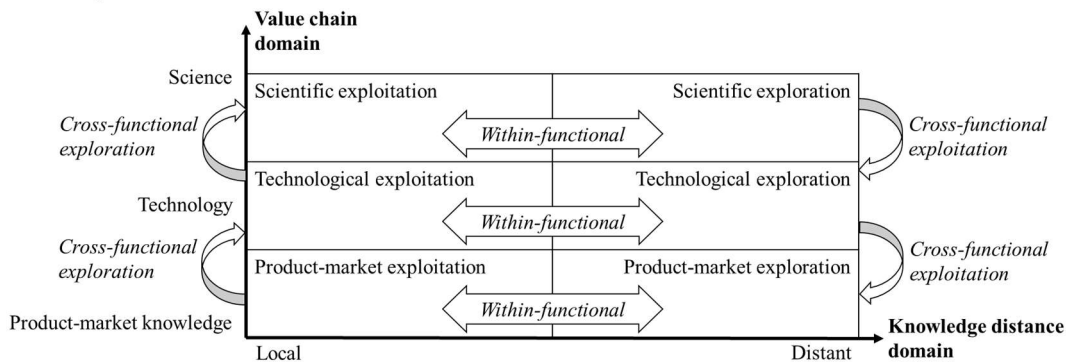 Value chain
domain
Science
Scientific exploitation
Scientific exploration
Cross-functional
exploration
Within-functional
Cross-functional
exploitation
Technological exploitation
Technological exploration
Technology
Within-functional
Cross-functional
exploration
Cross-functional
exploitation
Product-market exploitation
Product-market exploration
Within-functional
Product-market knowledge
Knowledge distance
domain
Local
Distant